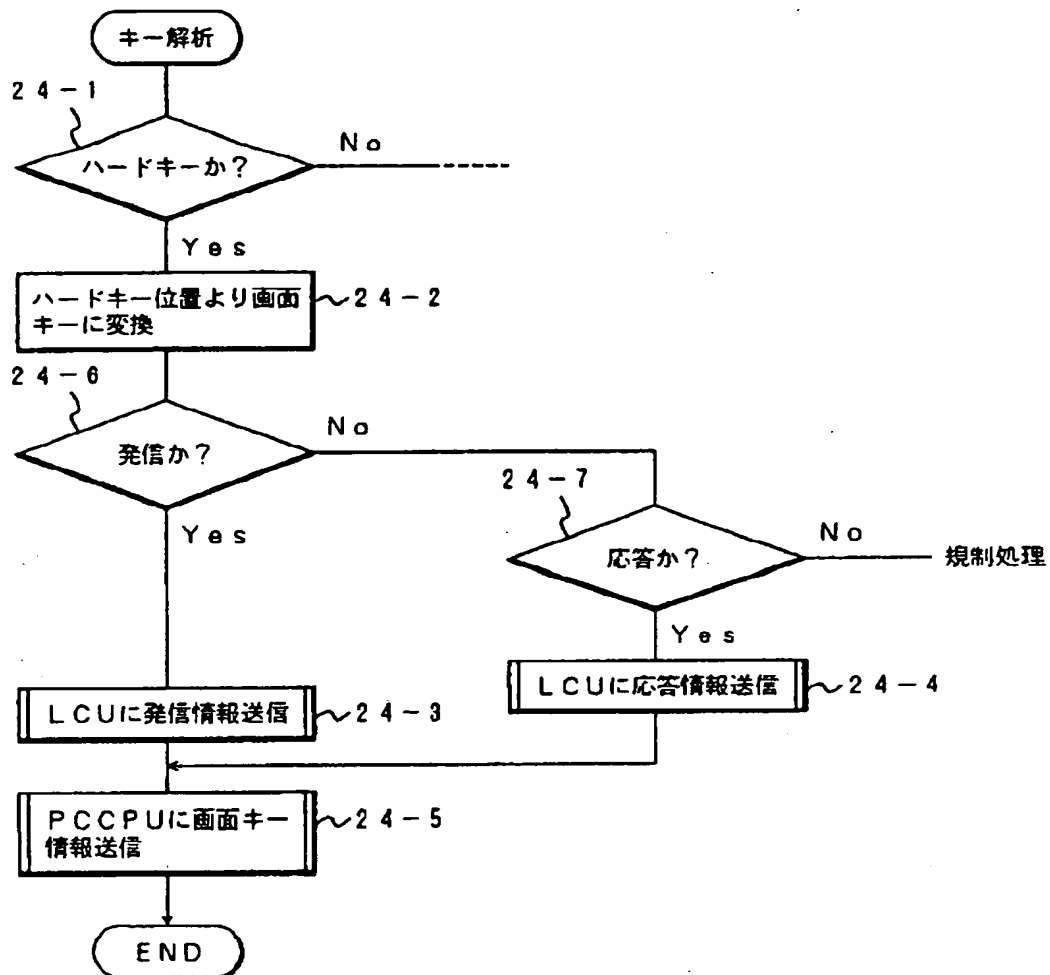 キー解析
24-1
ハードキーか？
No
Yes
ハードキー位置より画面
キーに変換
24-2
24-6
発信か？
No
Yes
24-7
応答か？
No
規制処理
Yes
LCUに応答情報送信
24-4
LCUに発信情報送信
24-3
PCCPUに画面キー
情報送信
24-5
END